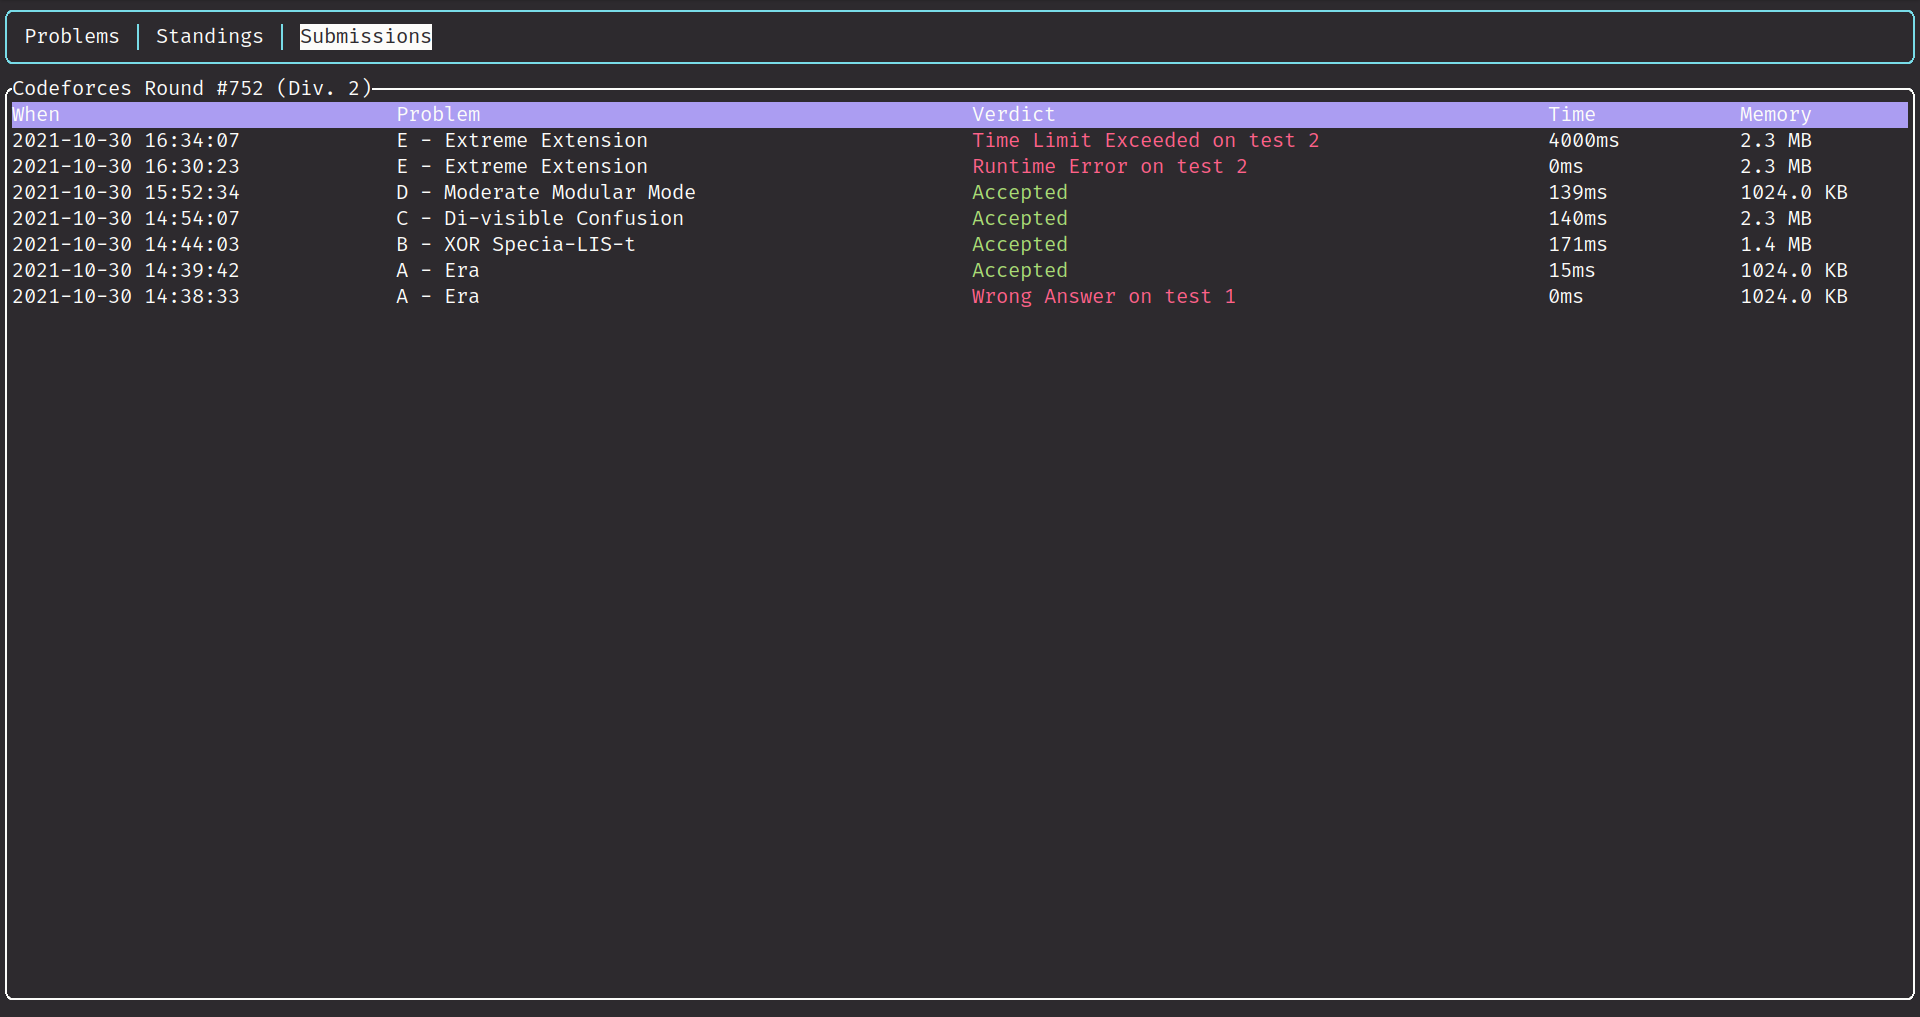 Problems │ Standings │ Submissions
Codeforces Round #752 (Div. 2)
When Problem Verdict Time Memory
2021-10-30 16:34:07 E - Extreme Extension Time Limit Exceeded on test 2 4000ms 2.3 MB
2021-10-30 16:30:23 E - Extreme Extension Runtime Error on test 2 0ms 2.3 MB
2021-10-30 15:52:34 D - Moderate Modular Mode Accepted 139ms 1024.0 KB
2021-10-30 14:54:07 C - Di-visible Confusion Accepted 140ms 2.3 MB
2021-10-30 14:44:03 B - XOR Specia-LIS-t Accepted 171ms 1.4 MB
2021-10-30 14:39:42 A - Era Accepted 15ms 1024.0 KB
2021-10-30 14:38:33 A - Era Wrong Answer on test 1 0ms 1024.0 KB